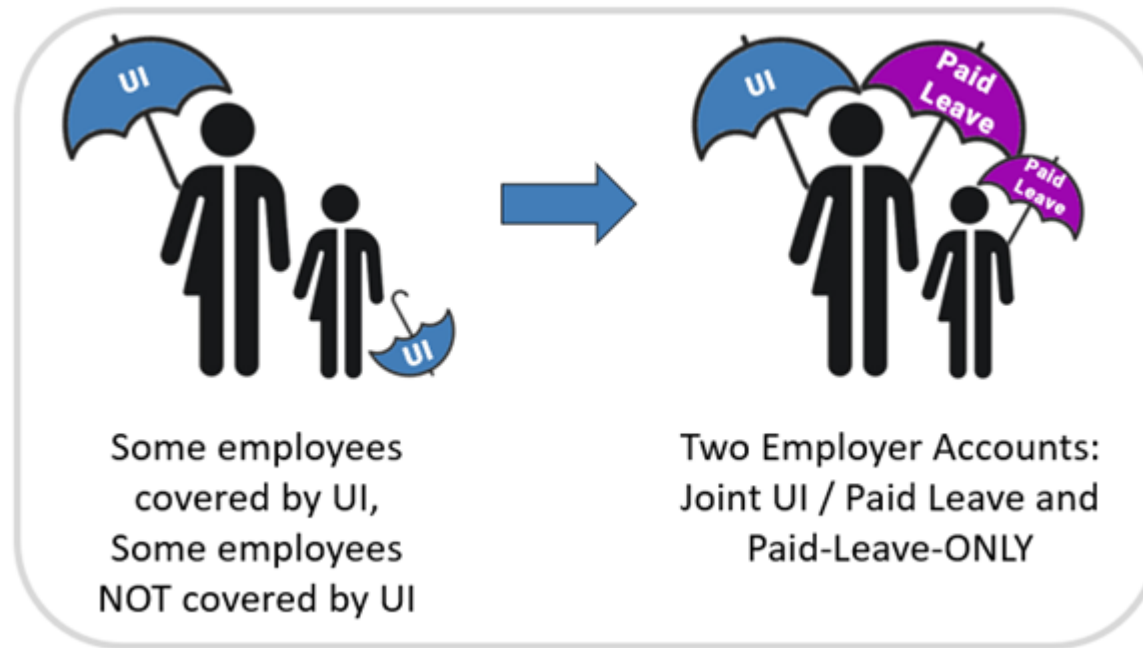 UI
UI
Some employees
covered by UI,
Some employees
NOT covered by UI
UI
Paid
Leave
Paid
Leave
Two Employer Accounts:
Joint UI / Paid Leave and
Paid-Leave-ONLY